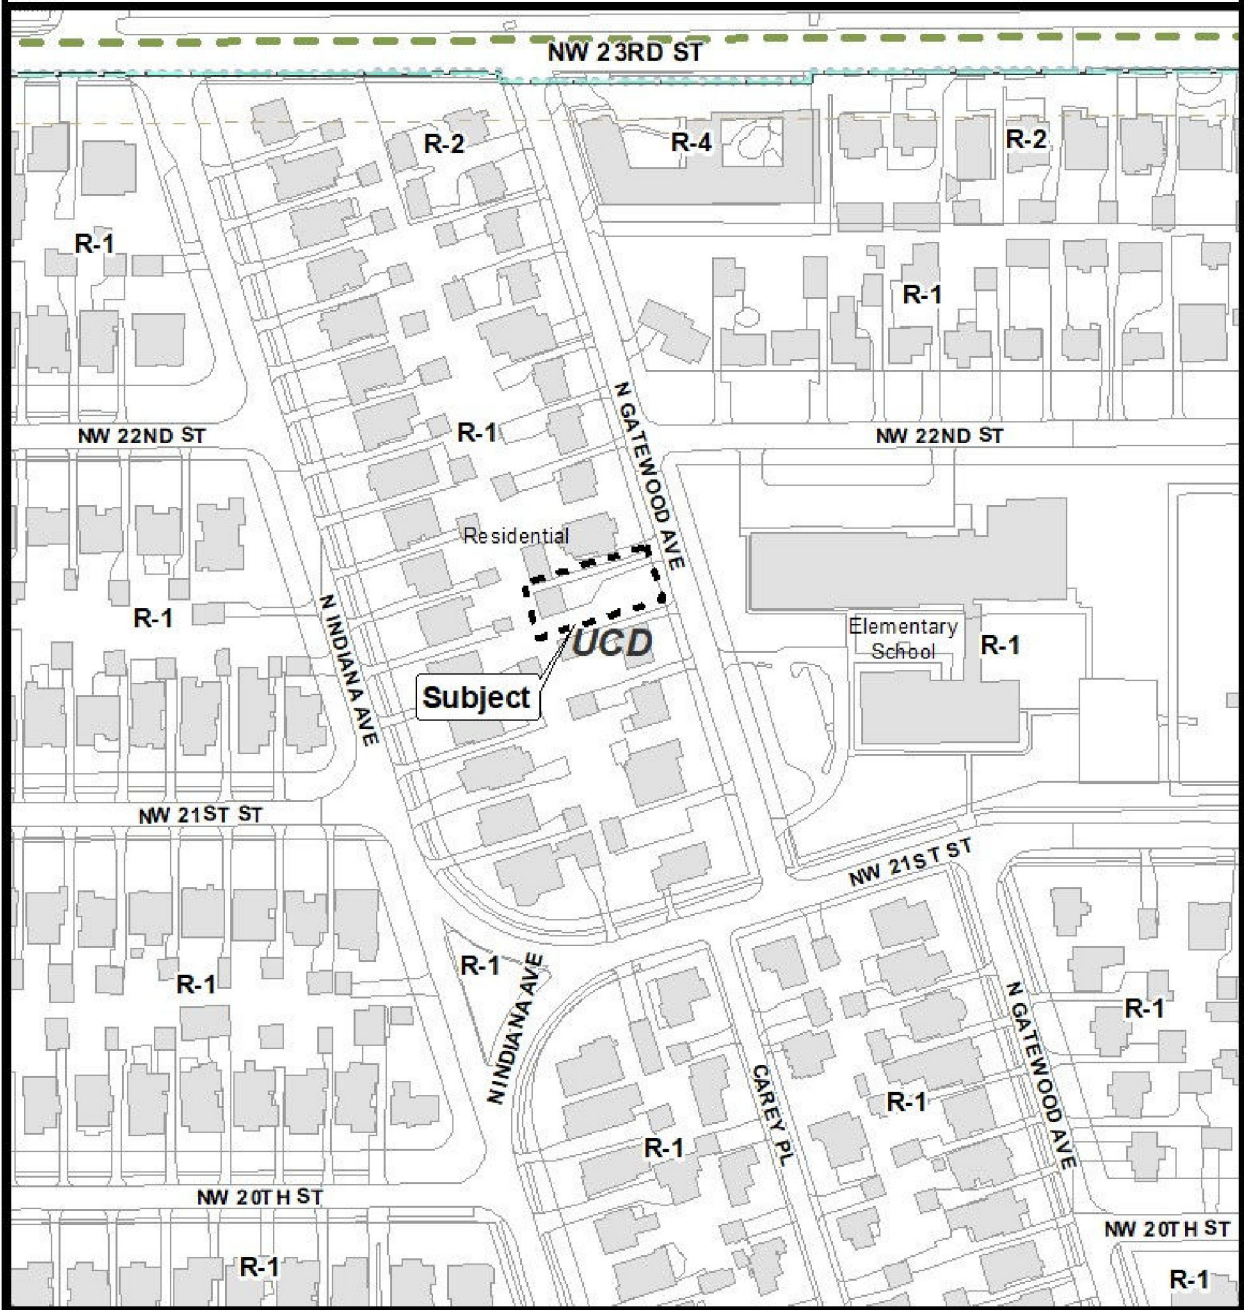 NW 23RD ST
R-2
R-4
R-2
R-1
R-1
N GATEWOOD AVE
R-1
NW 22ND ST
NW 22ND ST
Residential
N INDIANA AVE
R-1
Elementary
School
R-1
UCD
Subject
NW 21ST ST
NW 21ST ST
R-1
N INDIANA AVE
R-1
N GATEWOOD AVE
R-1
CAREY PL
R-1
R-1
NW 20TH ST
NW 20TH ST
R-1
R-1